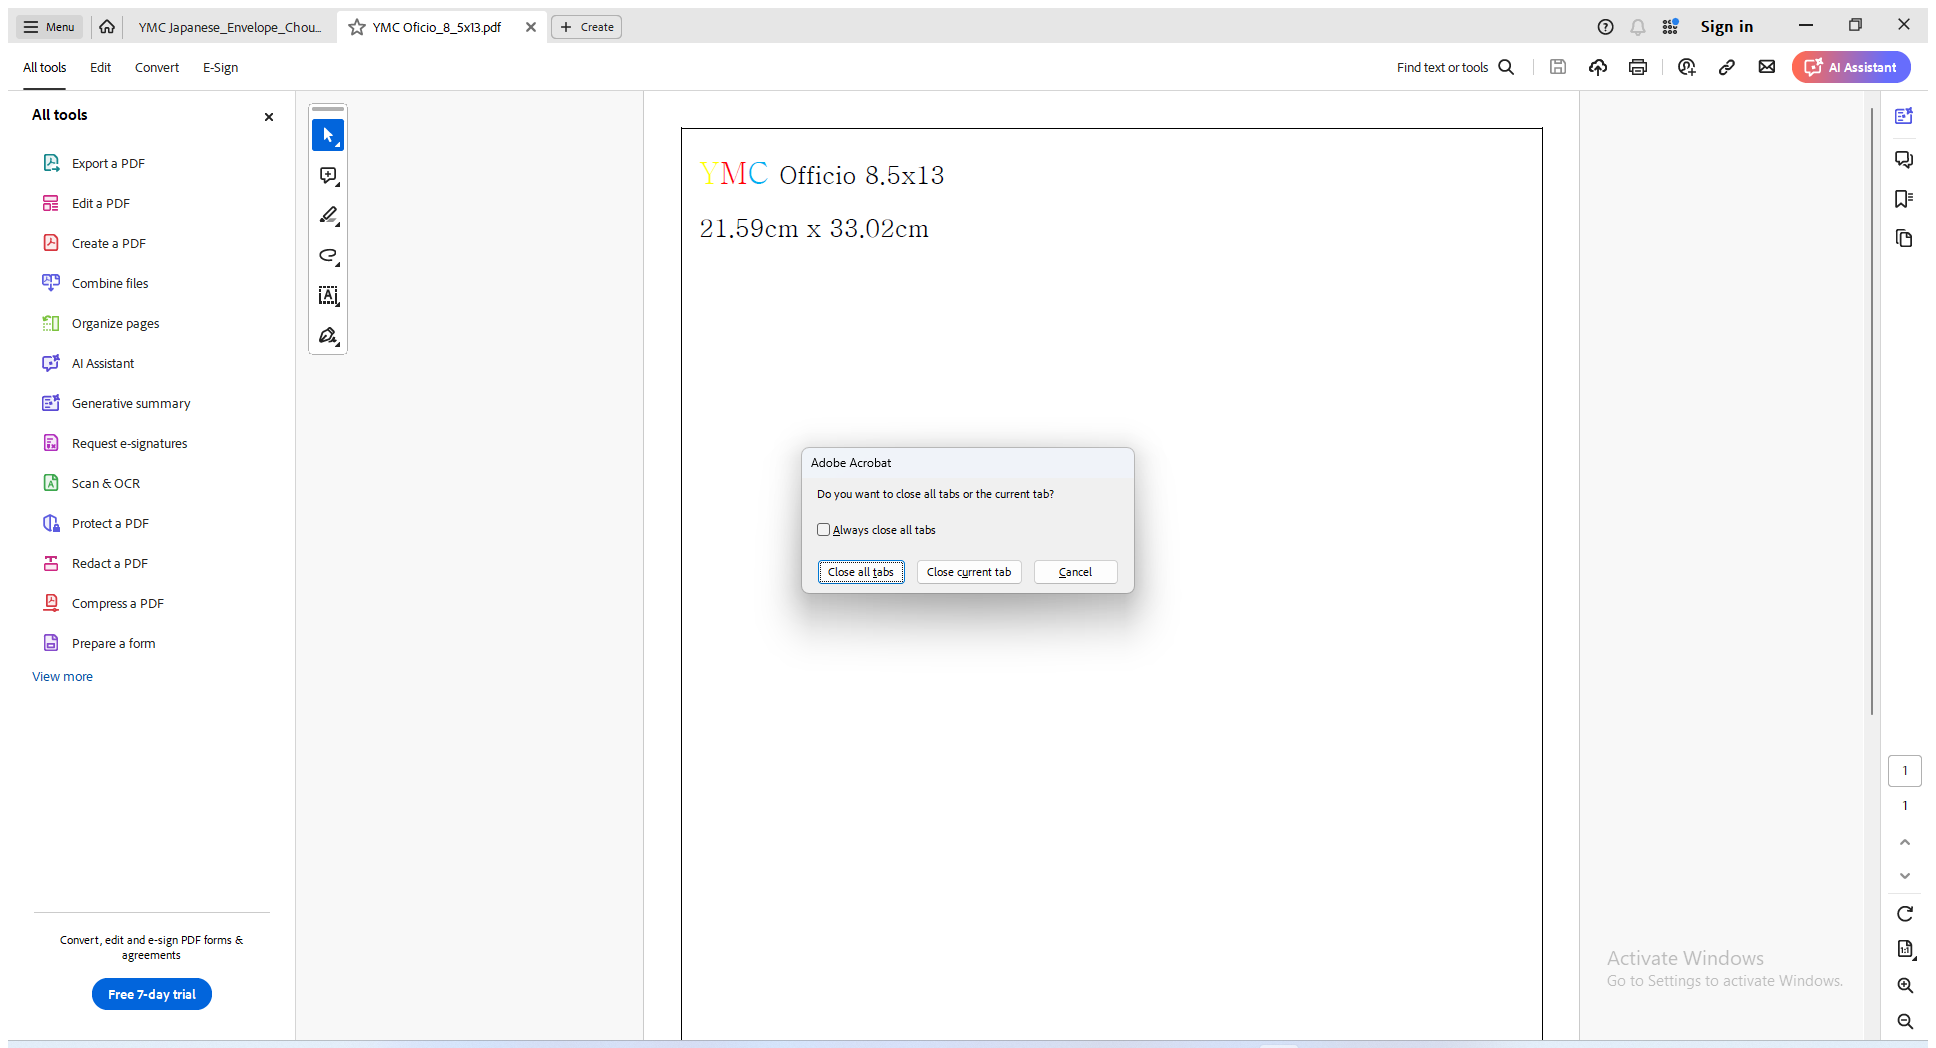 Menu
YMC Japanese_Envelope_Chou...
YMC Oficio_8_5x13.pdf
Create
Sign in
All tools
Edit
Convert
E-Sign
Find text or tools
AI Assistant
All tools
Export a PDF
Edit a PDF
Create a PDF
Combine files
Organize pages
AI Assistant
Generative summary
Request e-signatures
Scan & OCR
Protect a PDF
Redact a PDF
Compress a PDF
Prepare a form
View more
Convert, edit and e-sign PDF forms &
agreements
Free 7-day trial
YMC Officio 8.5x13
21.59cm x 33.02cm
Adobe Acrobat
Do you want to close all tabs or the current tab?
Always close all tabs
Close all tabs
Close current tab
Cancel
1
1
Activate Windows
Go to Settings to activate Windows.